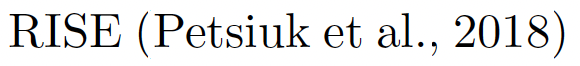 RISE (Petsiuk et al., 2018)